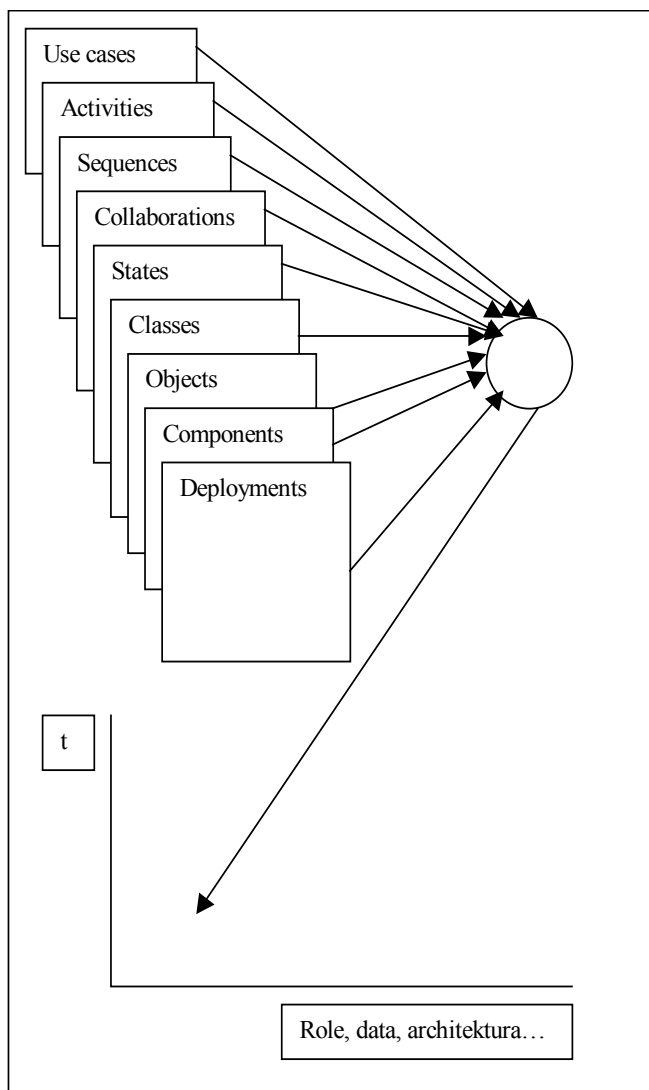 Use cases
Activities
Sequences
Collaborations
States
Classes
Objects
Components
Deployments
t
Role, data, architektura…